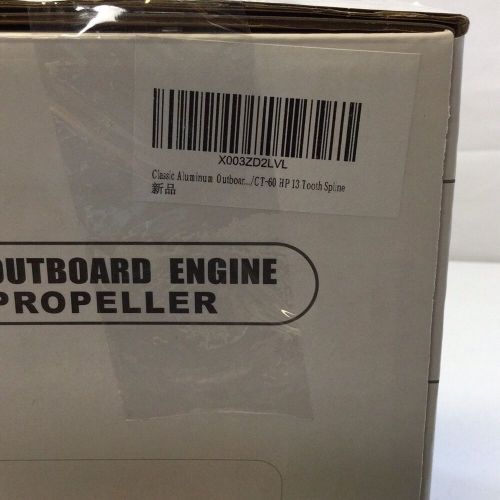 X003ZD2LVL
Classic Aluminum Outboar.../CT-60 HP 13 Tooth Spline
新品
OUTBOARD ENGINE
PROPELLER